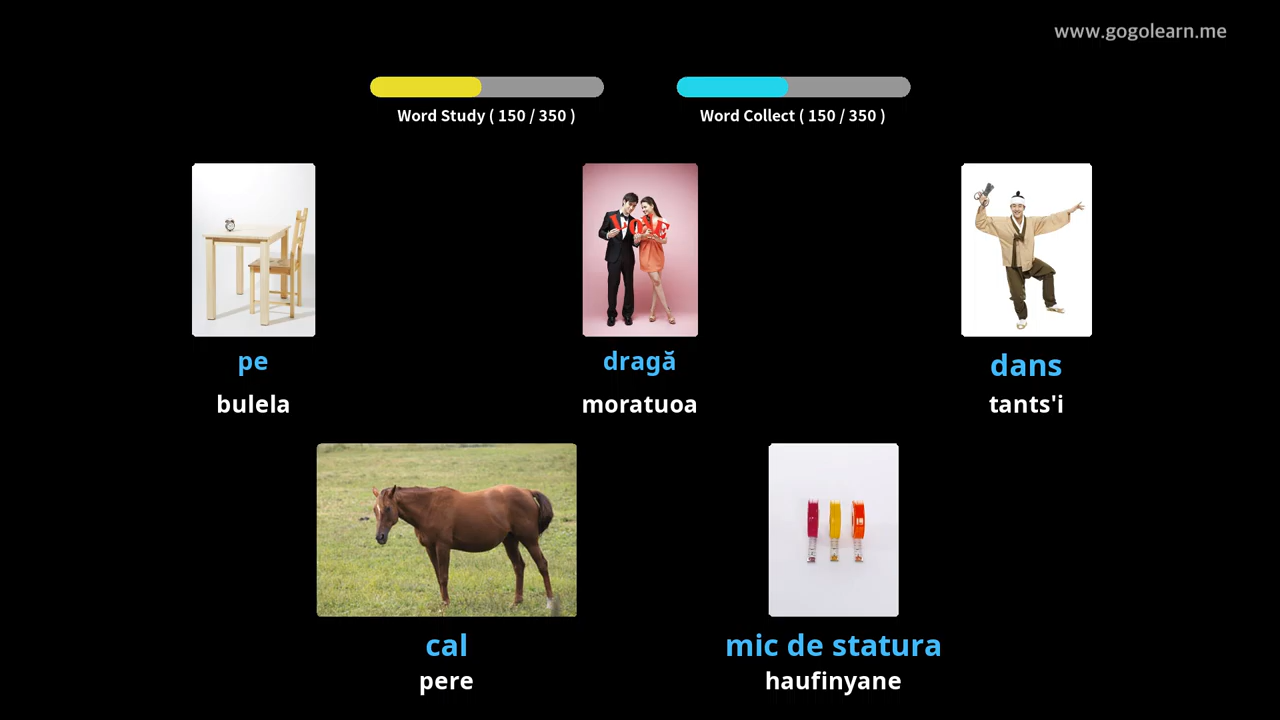 www.gogolearn.me
Word Study ( 150 / 350 )
Word Collect ( 150 / 350 )
LOVE
pe
bulela
dragă
moratuoa
dans
tants'i
cal
pere
mic de statura
haufinyane